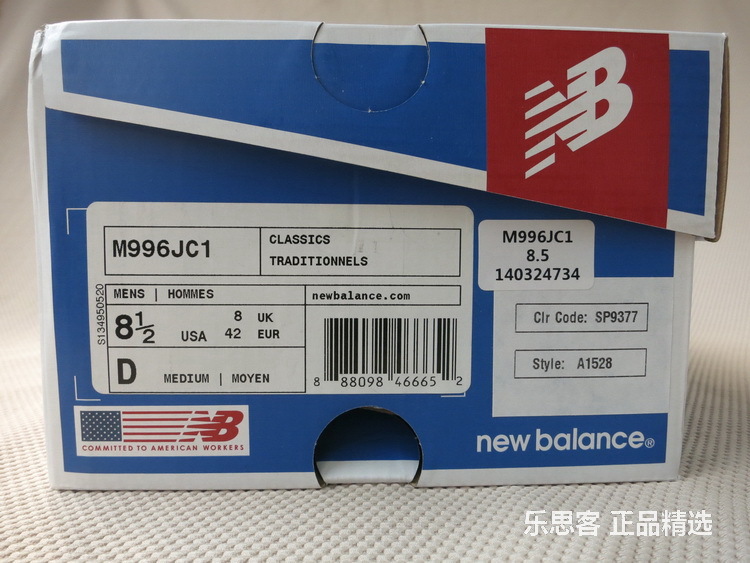 NB
M996JC1
CLASSICS
TRADITIONNELS
MENS | HOMMES
newbalance.com
8½ USA
8 UK
42 EUR
D MEDIUM | MOYEN
8 88098 46665 2
S134950520
M996JC1
8.5
140324734
Clr Code: SP9377
Style: A1528
NB
COMMITTED TO AMERICAN WORKERS
new balance®
乐思客 正品精选